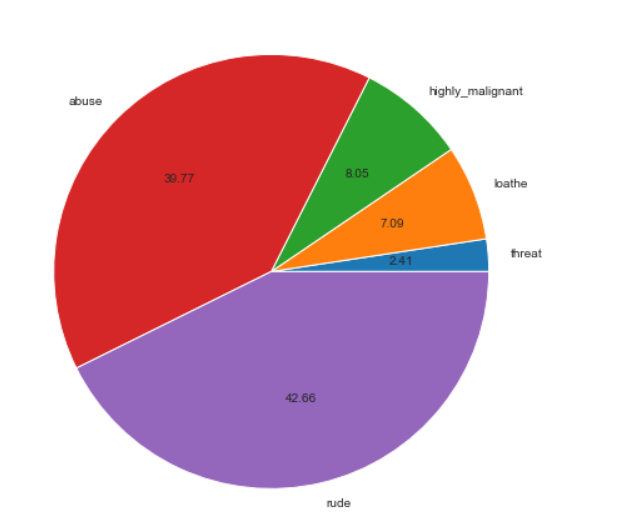 abuse
highly_malignant
39.77
8.05
loathe
7.09
threat
2.41
42.66
rude